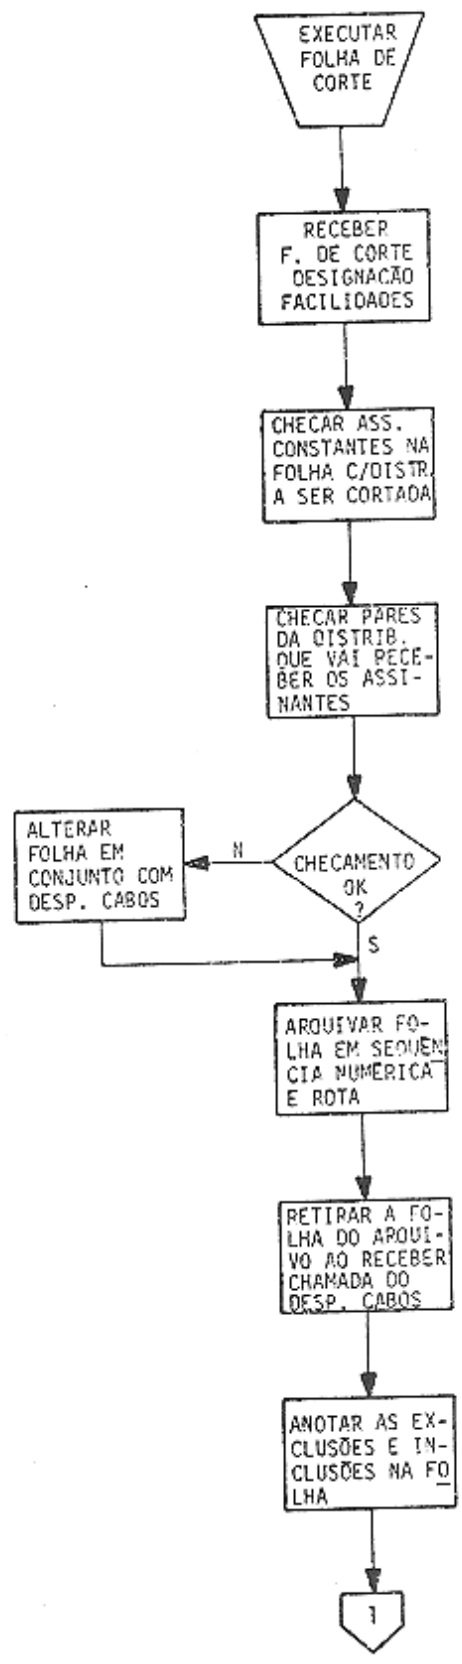 EXECUTAR
FOLHA DE
CORTE
RECEBER
F. DE CORTE
DESIGNACÃO
FACILIDADES
CHECAR ASS.
CONSTANTES NA
FOLHA C/DISTR.
A SER CORTADA
CHECAR PARES
DA DISTRIB.
QUE VAI RECE-
BER OS ASSI-
NANTES
ALTERAR
FOLHA EM
CONJUNTO COM
DESP. CABOS
N
CHECAMENTO
OK
?
S
ARQUIVAR FO-
LHA EM SEQUÊN
CIA NUMÉRICA
E ROTA
RETIRAR A FO-
LHA DO ARQUI-
VO AO RECEBER
CHAMADA DO
DESP. CABOS
ANOTAR AS EX-
CLUSÕES E IN-
CLUSÕES NA FO
LHA
1